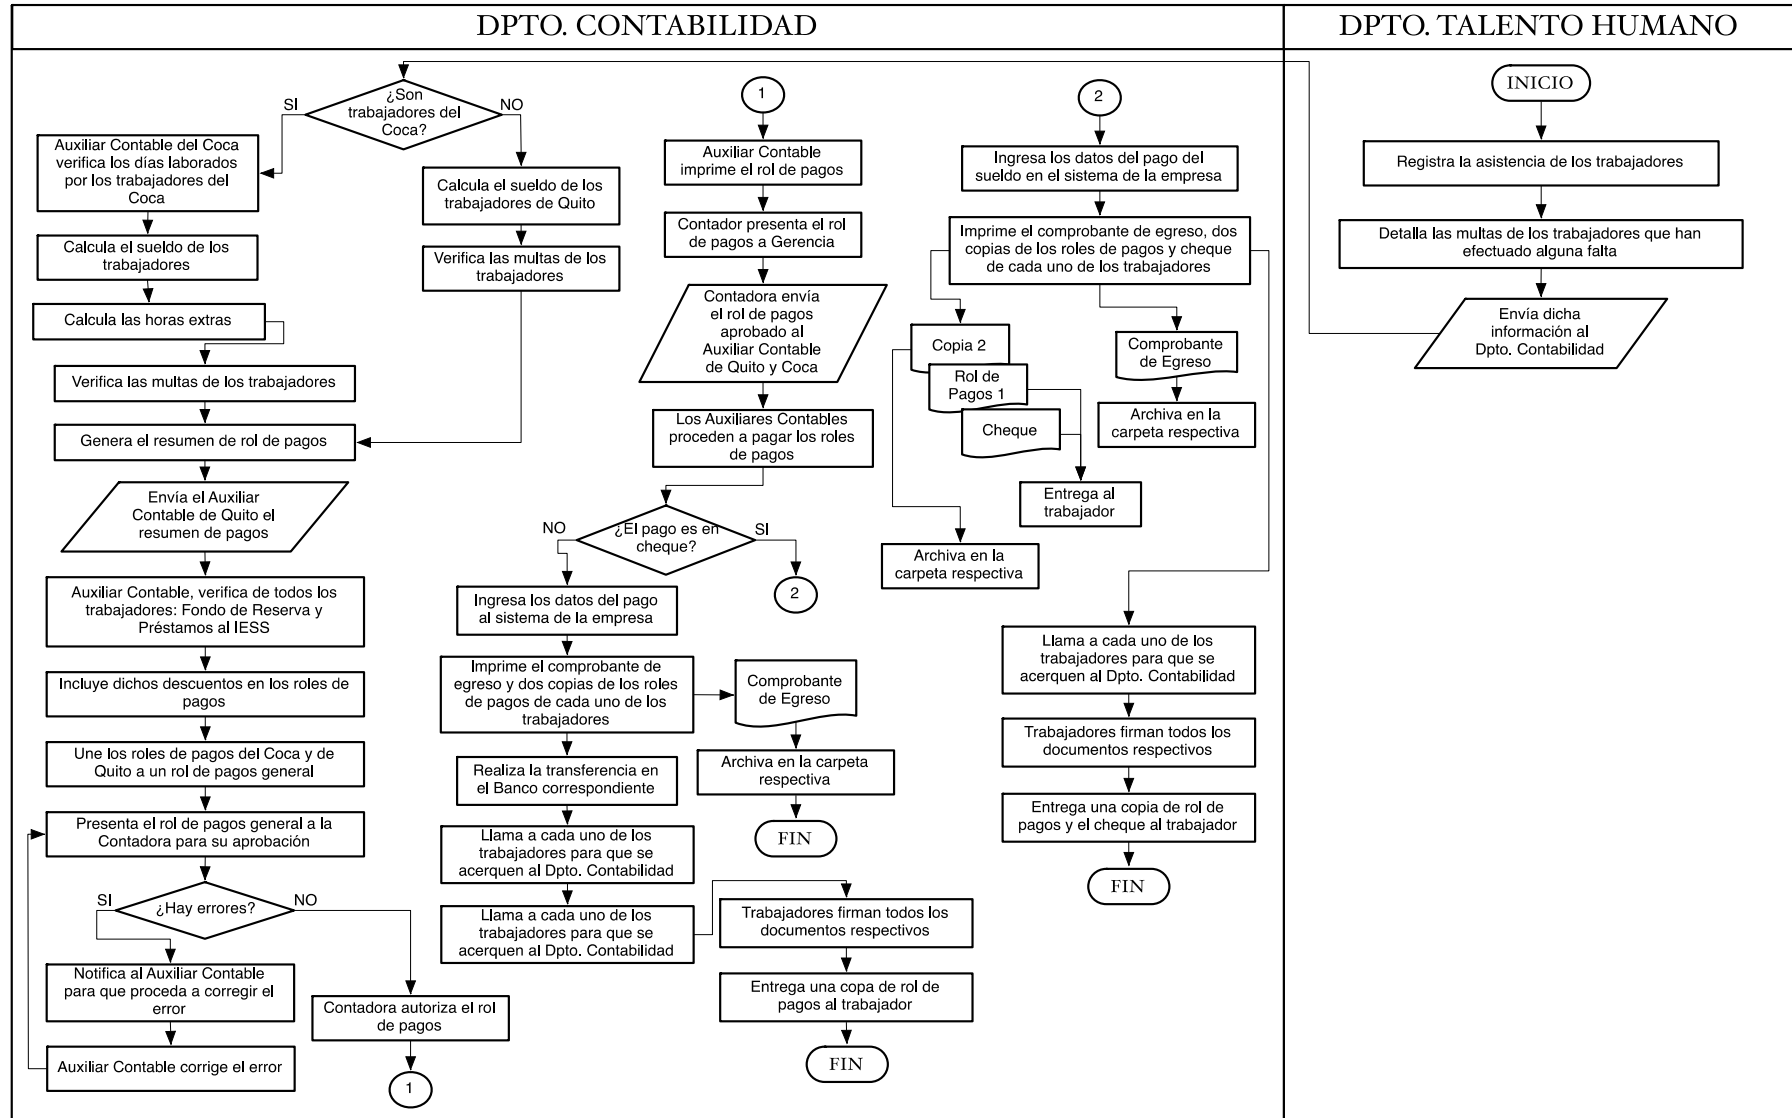 DPTO. CONTABILIDAD
DPTO. TALENTO HUMANO
¿Son
trabajadores del
Coca?
SI
NO
Auxiliar Contable del Coca
verifica los días laborados
por los trabajadores del
Coca
Calcula el sueldo de los
trabajadores
Calcula las horas extras
Verifica las multas de los trabajadores
Genera el resumen de rol de pagos
Calcula el sueldo de los
trabajadores de Quito
Verifica las multas de los
trabajadores
Envía el Auxiliar
Contable de Quito el
resumen de pagos
Auxiliar Contable, verifica de todos los
trabajadores: Fondo de Reserva y
Préstamos al IESS
Incluye dichos descuentos en los roles de
pagos
Une los roles de pagos del Coca y de
Quito a un rol de pagos general
Presenta el rol de pagos general a la
Contadora para su aprobación
¿Hay errores?
SI
NO
Notifica al Auxiliar Contable
para que proceda a corregir el
error
Auxiliar Contable corrige el error
Contadora autoriza el rol
de pagos
1
1
Auxiliar Contable
imprime el rol de pagos
Contador presenta el rol
de pagos a Gerencia
Contadora envía
el rol de pagos
aprobado al
Auxiliar Contable
de Quito y Coca
Los Auxiliares Contables
proceden a pagar los roles
de pagos
¿El pago es en
cheque?
NO
SI
2
Ingresa los datos del pago
al sistema de la empresa
Imprime el comprobante de
egreso y dos copias de los roles
de pagos de cada uno de los
trabajadores
Comprobante
de Egreso
Archiva en la carpeta
respectiva
FIN
Realiza la transferencia en
el Banco correspondiente
Llama a cada uno de los
trabajadores para que se
acerquen al Dpto. Contabilidad
Llama a cada uno de los
trabajadores para que se
acerquen al Dpto. Contabilidad
Trabajadores firman todos los
documentos respectivos
Entrega una copa de rol de
pagos al trabajador
FIN
2
Ingresa los datos del pago del
sueldo en el sistema de la empresa
Imprime el comprobante de egreso, dos
copias de los roles de pagos y cheque
de cada uno de los trabajadores
Copia 2
Rol de
Pagos 1
Cheque
Comprobante
de Egreso
Archiva en la
carpeta respectiva
Entrega al
trabajador
Archiva en la
carpeta respectiva
Llama a cada uno de los
trabajadores para que se
acerquen al Dpto. Contabilidad
Trabajadores firman todos los
documentos respectivos
Entrega una copia de rol de
pagos y el cheque al trabajador
FIN
INICIO
Registra la asistencia de los trabajadores
Detalla las multas de los trabajadores que han
efectuado alguna falta
Envía dicha
información al
Dpto. Contabilidad